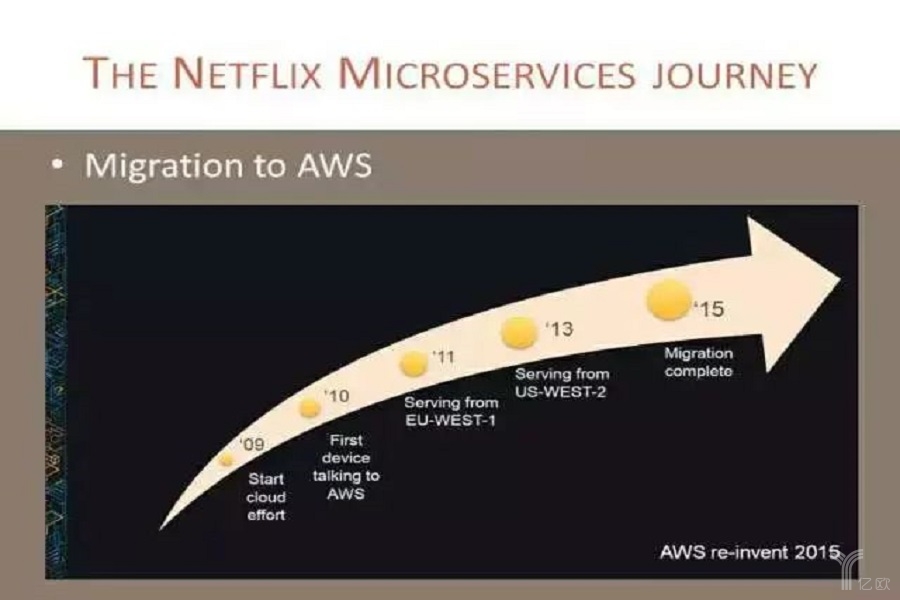 THE NETFLIX MICROSERVICES JOURNEY
• Migration to AWS
'09
Start
cloud
effort
'10
First
device
talking to
AWS
'11
Serving from
EU-WEST-1
'13
Serving from
US-WEST-2
'15
Migration
complete
AWS re-invent 2015
亿欧